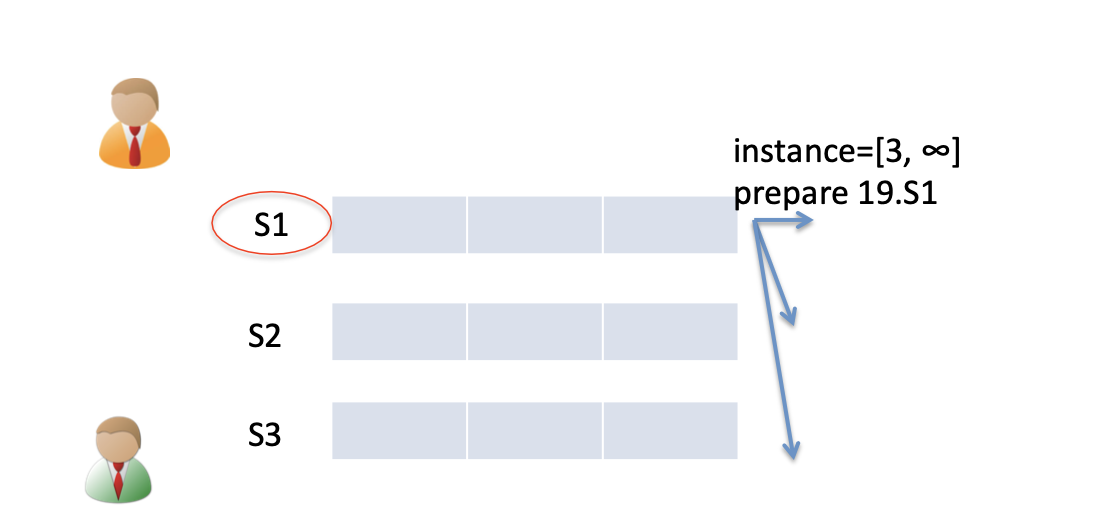 instance=[3, ∞]
prepare 19.S1
S1
S2
S3